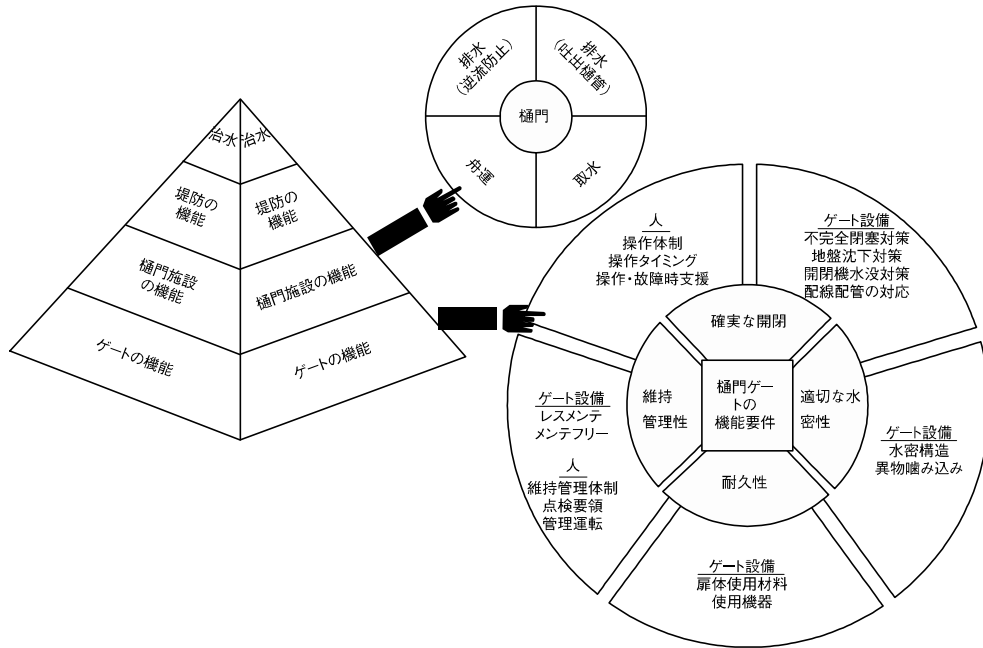 治水
治水
堤防の
機能
堤防の
機能
樋門施設
の機能
樋門施設の機能
ゲートの機能
ゲートの機能
排水
(逆流防止)
排水
(吐出樋管)
樋門
舟運
取水
人
操作体制
操作タイミング
操作・故障時支援
ゲート設備
不完全閉塞対策
地盤沈下対策
開閉機水没対策
配線配管の対応
確実な開閉
維持
管理性
樋門ゲー
トの
機能要件
適切な水
密性
耐久性
ゲート設備
レスメンテ
メンテフリー
人
維持管理体制
点検要領
管理運転
ゲート設備
水密構造
異物噛み込み
ゲート設備
扉体使用材料
使用機器